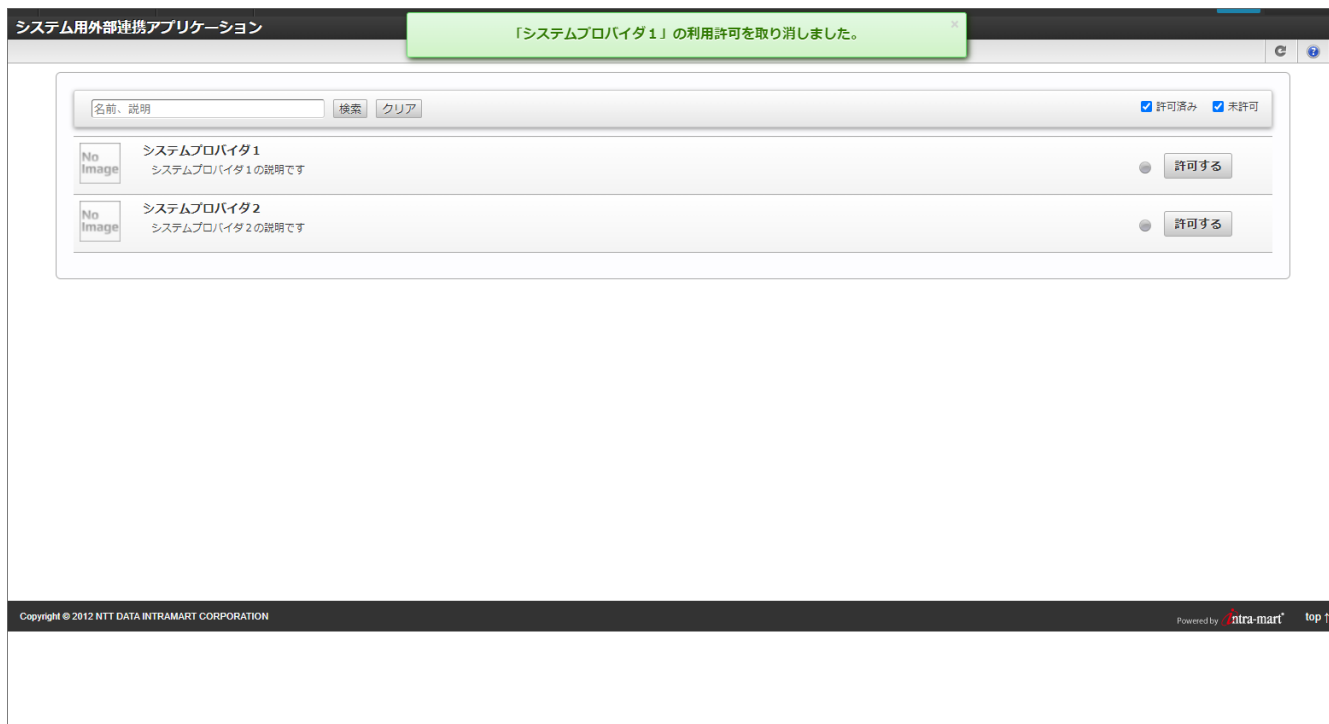 システム用外部連携アプリケーション
「システムプロバイダ１」の利用許可を取り消しました。
×
名前、説明
検索 クリア
許可済み 未許可
No Image
システムプロバイダ１
システムプロバイダ１の説明です
許可する
No Image
システムプロバイダ２
システムプロバイダ２の説明です
許可する
Copyright © 2012 NTT DATA INTRAMART CORPORATION
Powered by intra-mart
top ↑